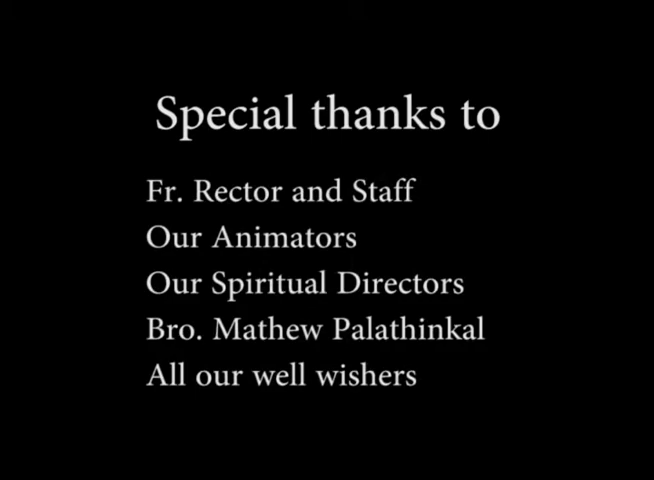 Special thanks to
Fr. Rector and Staff
Our Animators
Our Spiritual Directors
Bro. Mathew Palathinkal
All our well wishers